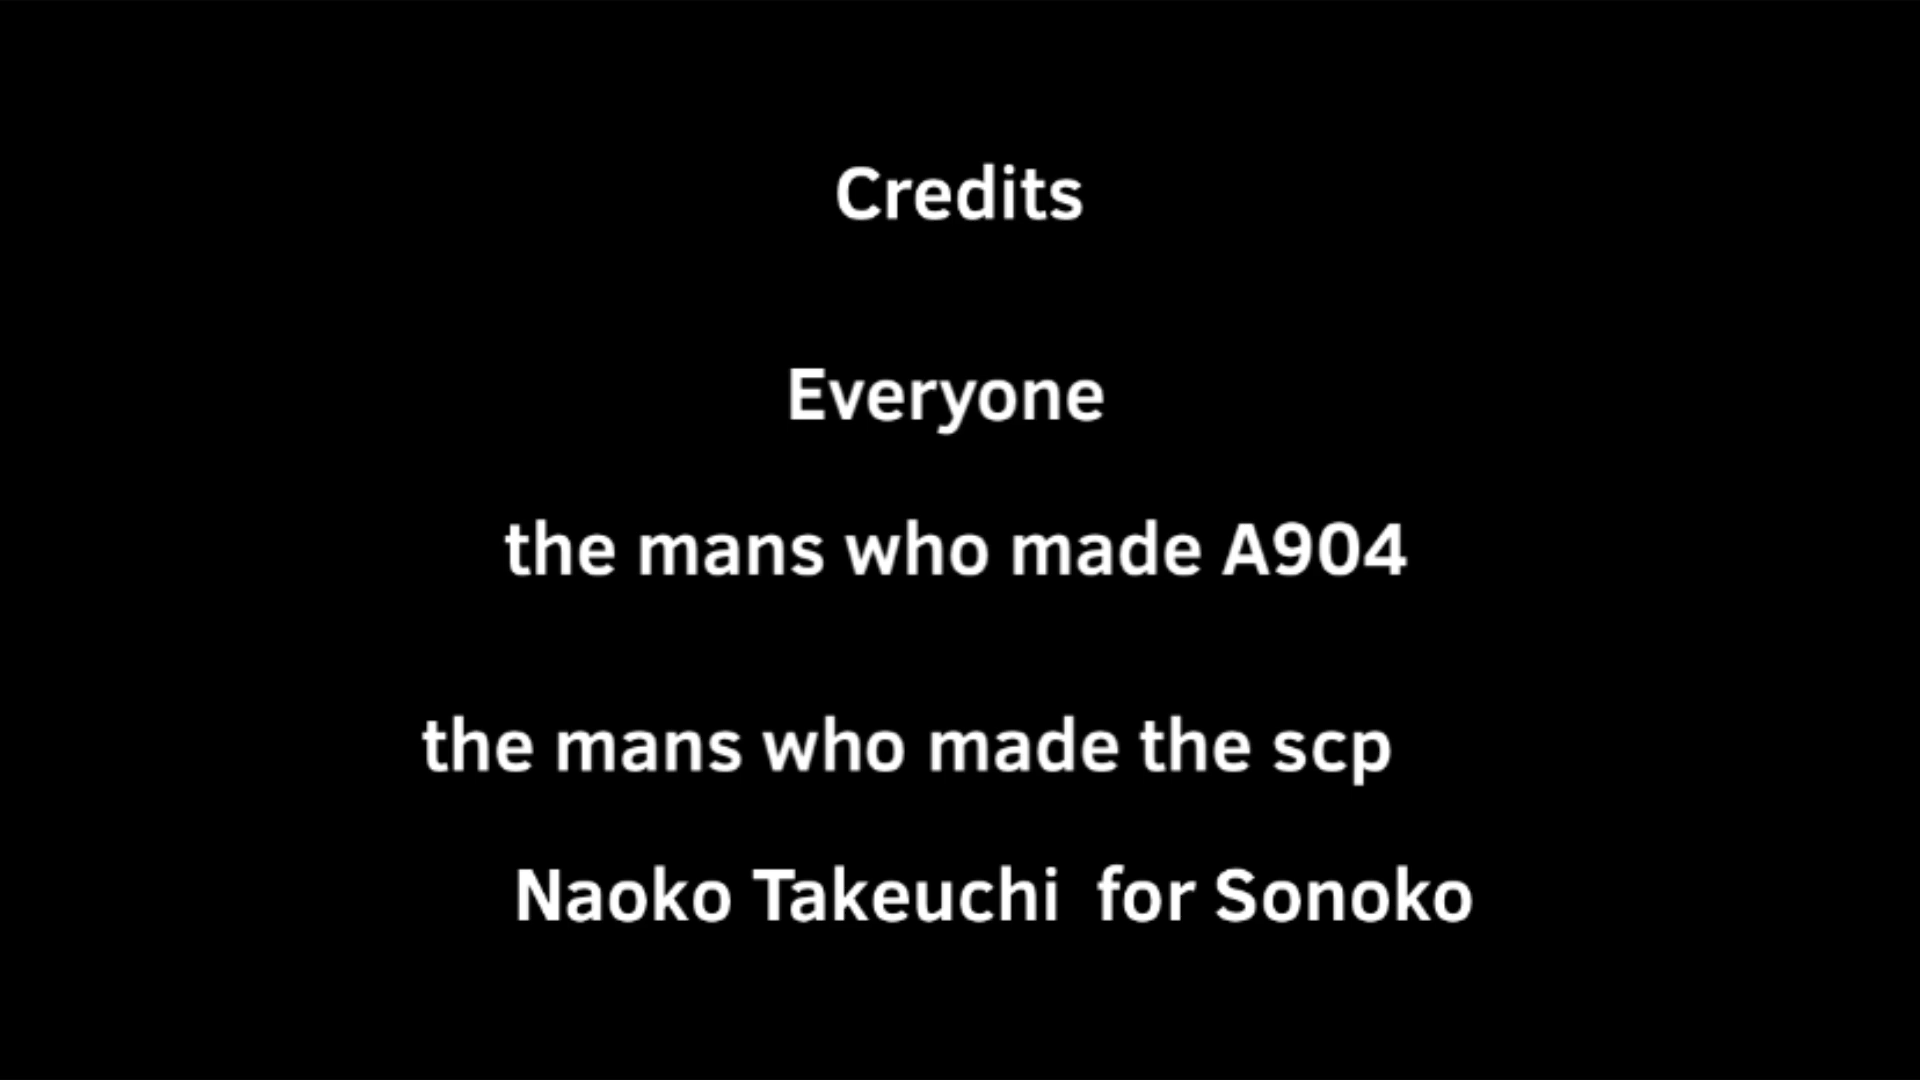 Credits
Everyone
the mans who made A904
the mans who made the scp
Naoko Takeuchi  for Sonoko